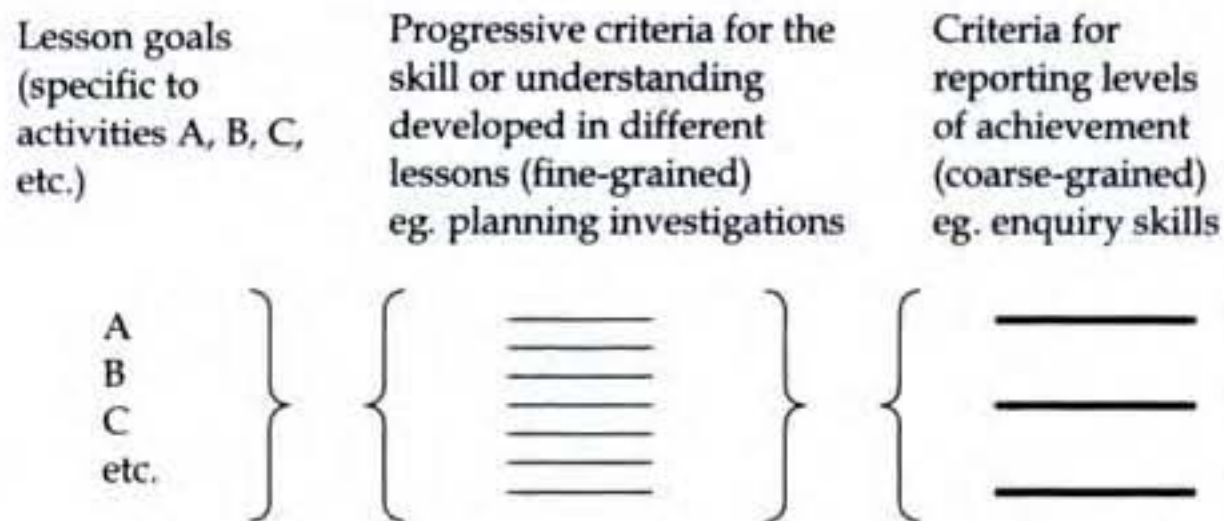 Lesson goals
(specific to
activities A, B, C,
etc.)
Progressive criteria for the
skill or understanding
developed in different
lessons (fine-grained)
eg. planning investigations
Criteria for
reporting levels
of achievement
(coarse-grained)
eg. enquiry skills
A
B
C
etc.